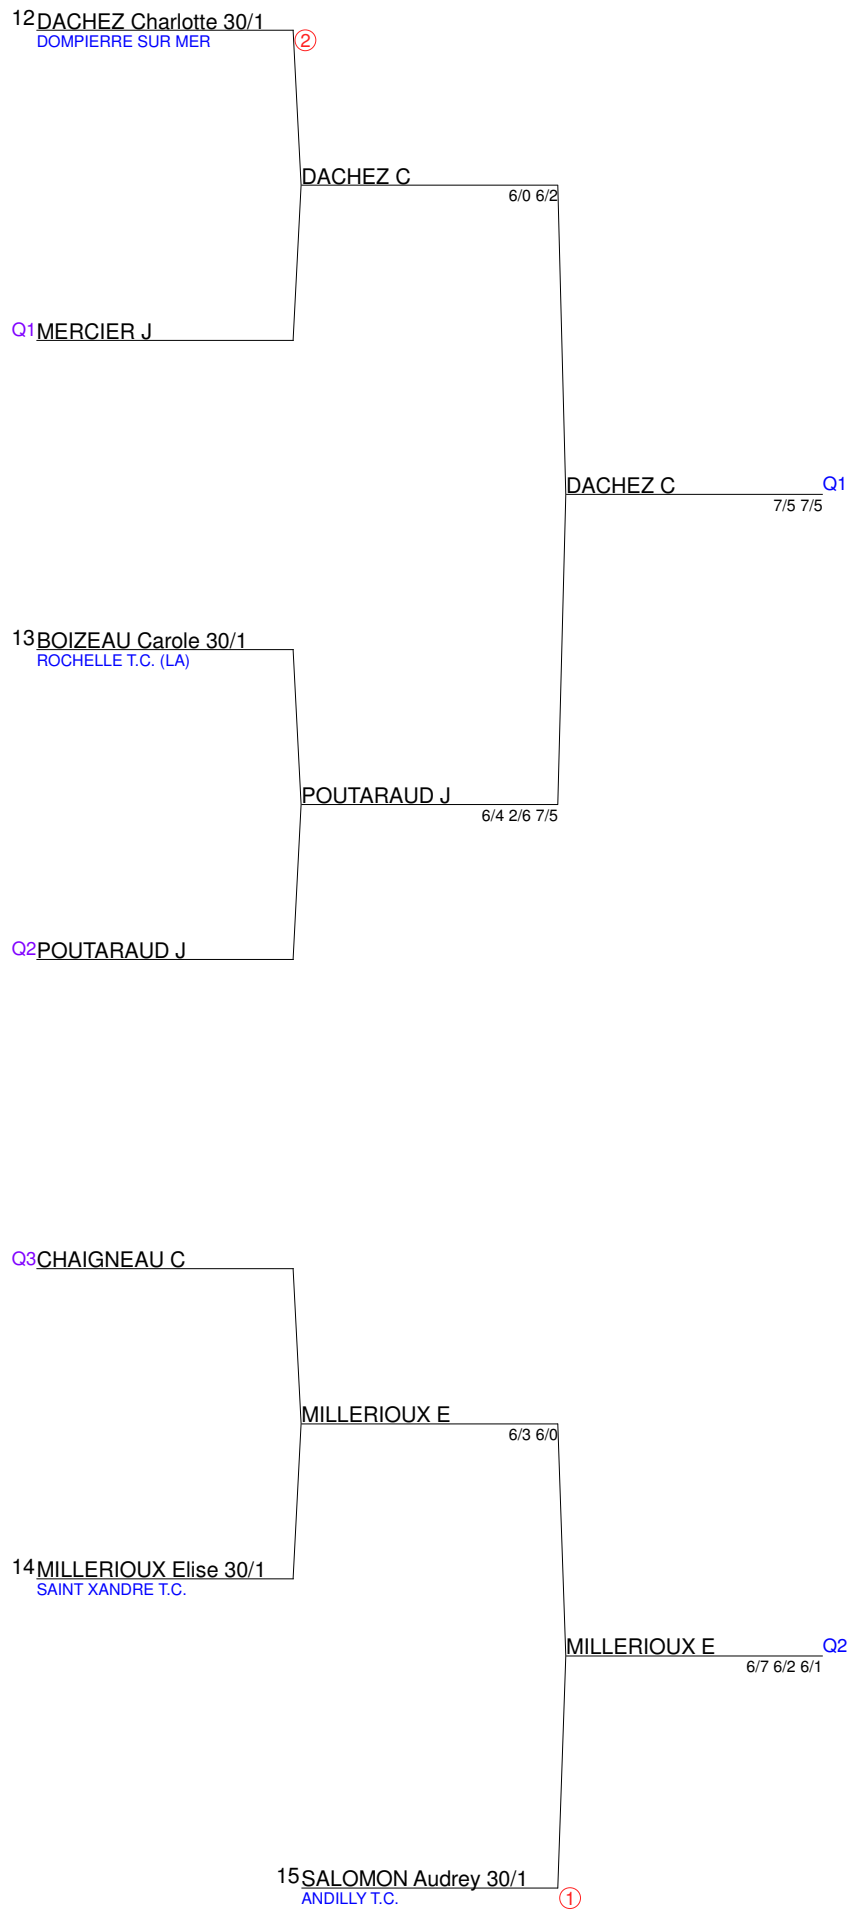 12 DACHEZ Charlotte 30/1
DOMPIERRE SUR MER
2
DACHEZ C
6/0 6/2
Q1 MERCIER J
DACHEZ C Q1
7/5 7/5
13 BOIZEAU Carole 30/1
ROCHELLE T.C. (LA)
POUTARAUD J
6/4 2/6 7/5
Q2 POUTARAUD J
Q3 CHAIGNEAU C
MILLERIOUX E
6/3 6/0
14 MILLERIOUX Elise 30/1
SAINT XANDRE T.C.
MILLERIOUX E Q2
6/7 6/2 6/1
15 SALOMON Audrey 30/1
ANDILLY T.C.
1